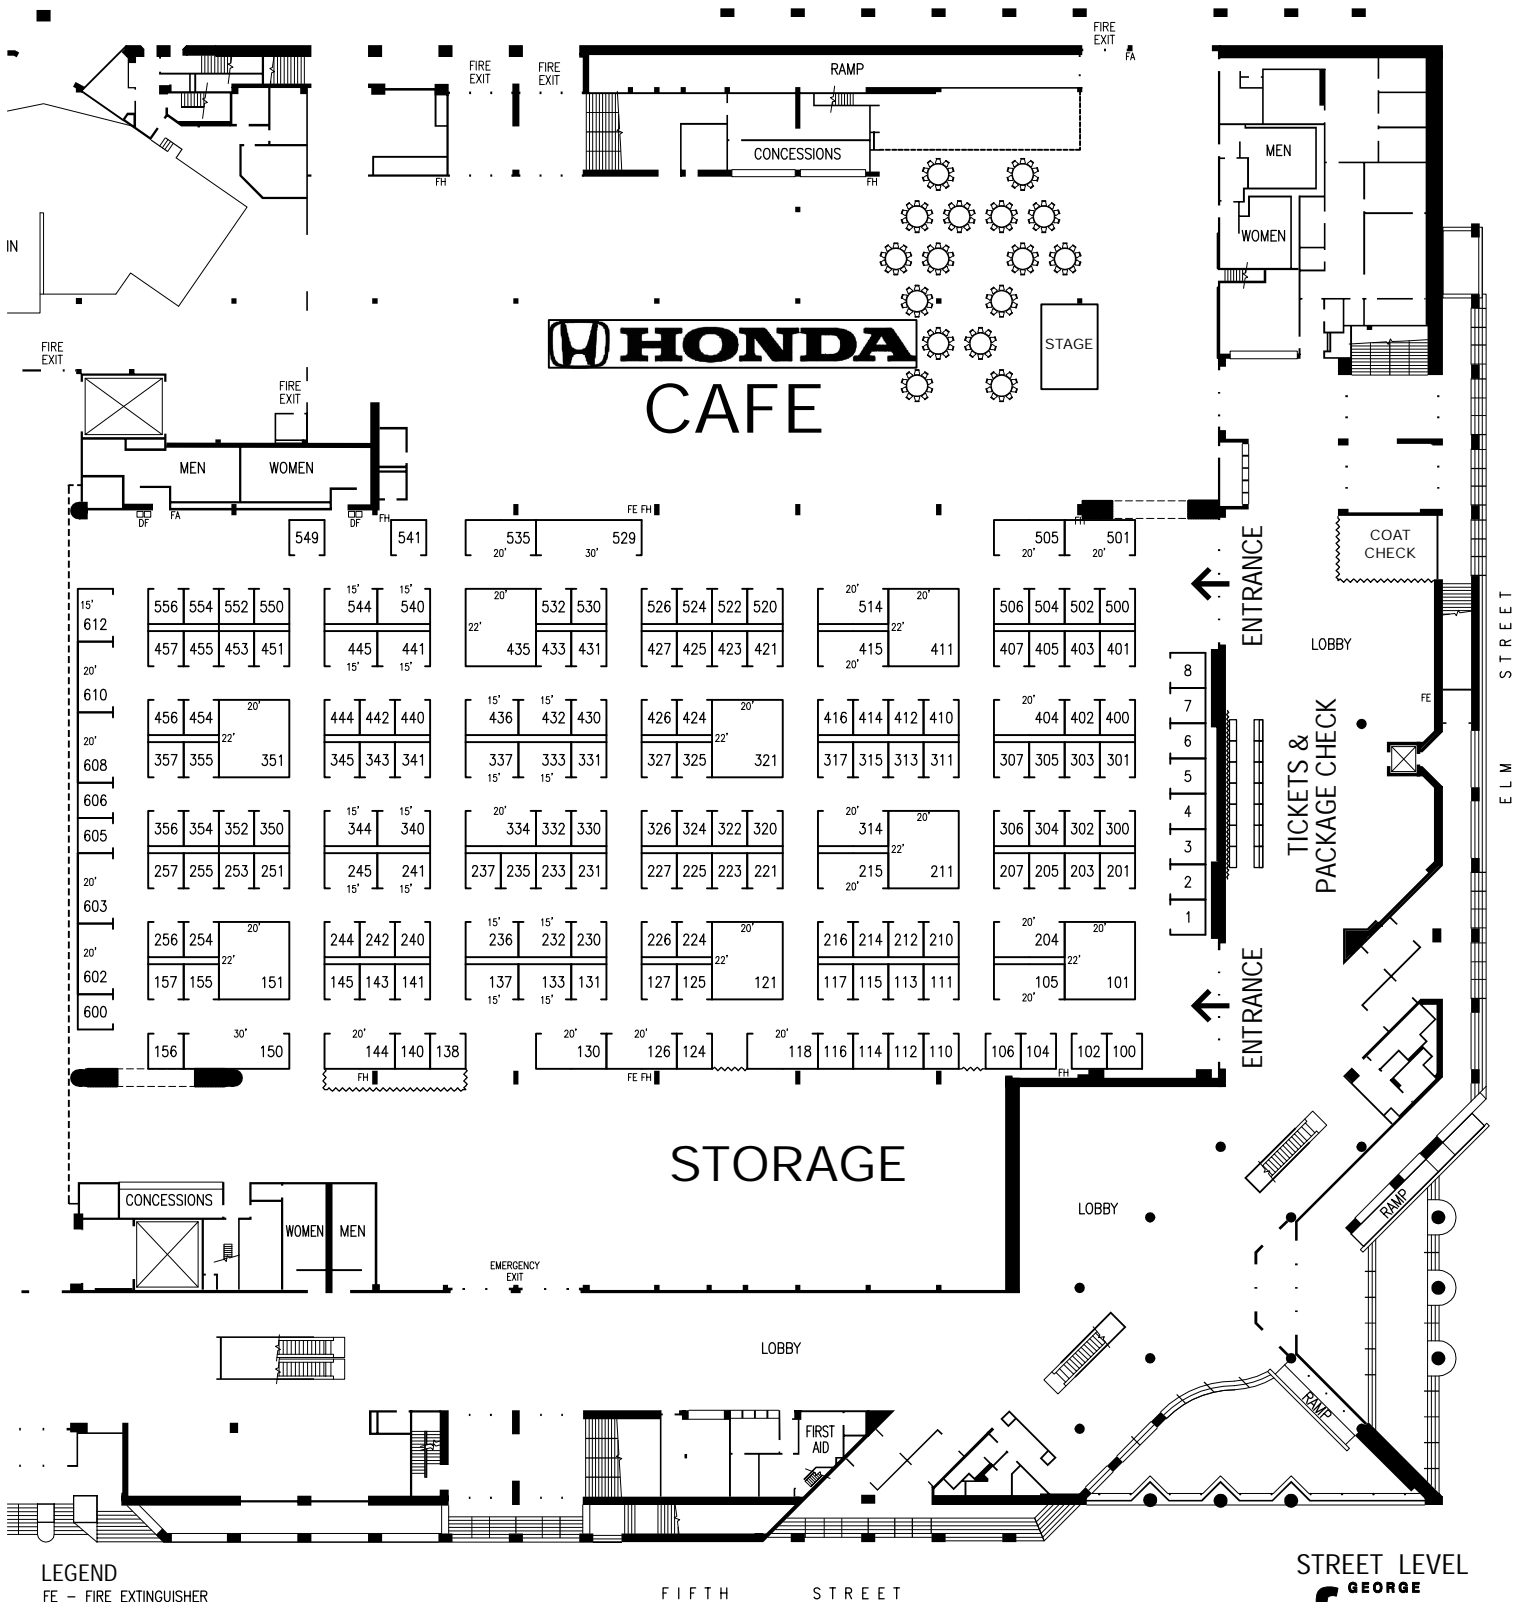 FIRE
EXIT
FA
FIRE
EXIT
FIRE
EXIT
RAMP
CONCESSIONS
MEN
FH
FH
WOMEN
IN
HONDA
CAFE
STAGE
FIRE
EXIT
FIRE
EXIT
MEN
WOMEN
DF
FA
DF
FH
FE FH
FH
COAT
CHECK
ENTRANCE
549 541 535 20' 529 30' 505 20' 501 20'
15' 15' 20' 20' 20'
15' 612
556 554 552 550 544 540 532 530 526 524 522 520 514 506 504 502 500
22' 22'
457 455 453 451 445 441 435 433 431 427 425 423 421 415 411 407 405 403 401
15' 15' 20'
LOBBY
ELM STREET
FE
20' 610
20' 15' 15' 20' 20'
456 454 444 442 440 436 432 430 426 424 416 414 412 410 404 402 400
22' 22'
357 355 351 345 343 341 337 333 331 327 325 321 317 315 313 311 307 305 303 301
15' 15'
20' 608
606
605
8
7
6
5
4
3
2
1
TICKETS &
PACKAGE CHECK
15' 15' 20' 20' 20'
356 354 352 350 344 340 334 332 330 326 324 322 320 314 306 304 302 300
22'
257 255 253 251 245 241 237 235 233 231 227 225 223 221 215 211 207 205 203 201
15' 15' 20'
20' 603
20' 15' 15' 20' 20' 20'
256 254 244 242 240 236 232 230 226 224 216 214 212 210 204
22' 22' 22'
157 155 151 145 143 141 137 133 131 127 125 121 117 115 113 111 105 101
15' 15' 20'
20' 602
600
ENTRANCE
30' 20' 20' 20' 20'
156 150 144 140 138 130 126 124 118 116 114 112 110 106 104 102 100
FH
FE FH
FH
STORAGE
CONCESSIONS
WOMEN
MEN
EMERGENCY
EXIT
LOBBY
RAMP
LOBBY
RAMP
FIRST
AID
LEGEND
FE – FIRE EXTINGUISHER
FIFTH STREET
STREET LEVEL
GEORGE